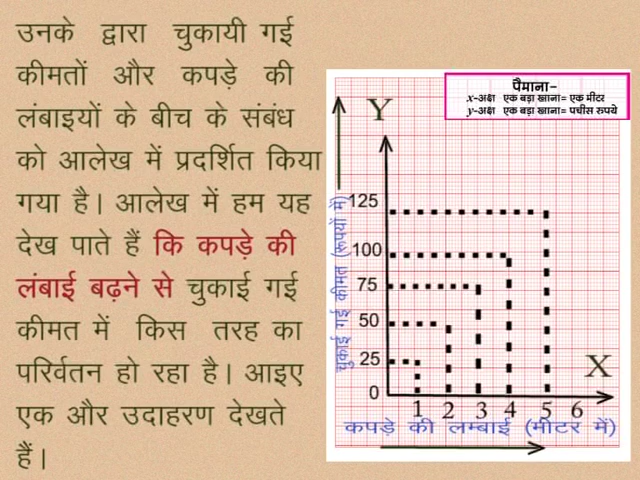 उनके द्वारा चुकायी गई
कीमतों और कपड़े की
लंबाइयों के बीच के संबंध
को आलेख में प्रदर्शित किया
गया है। आलेख में हम यह
देख पाते हैं कि कपड़े की
लंबाई बढ़ने से चुकाई गई
कीमत में किस तरह का
परिर्वतन हो रहा है। आइए
एक और उदाहरण देखते
हैं।
पैमाना–
x-अक्ष एक बड़ा खाना= एक मीटर
y-अक्ष एक बड़ा खाना= पचीस रुपये
Y
चुकाई गई कीमत (रूपयों में)
125
100
75
50
25
0
X
1 2 3 4 5 6
कपड़े की लम्बाई (मीटर में)